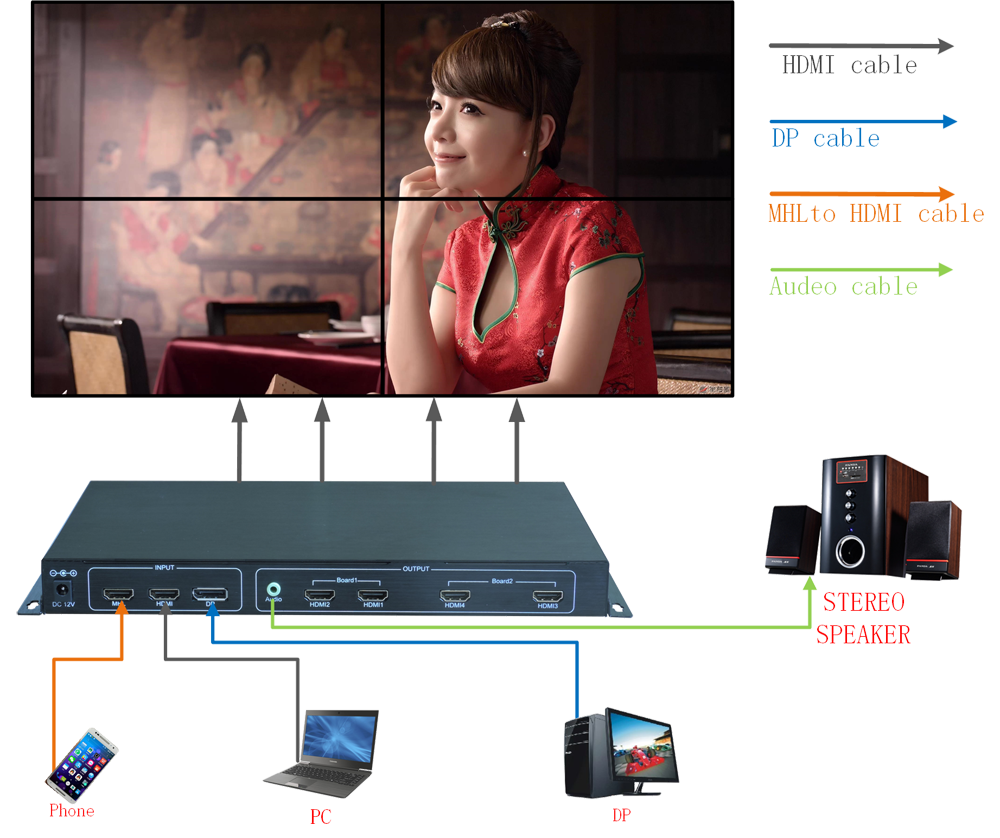 HDMI cable
DP cable
MHLto HDMI cable
Audeo cable
INPUT
OUTPUT
Board1
Board2
DC 12V
MHL
HDMI
DP
Audio
HDMI2
HDMI1
HDMI4
HDMI3
STEREO
SPEAKER
Phone
PC
DP